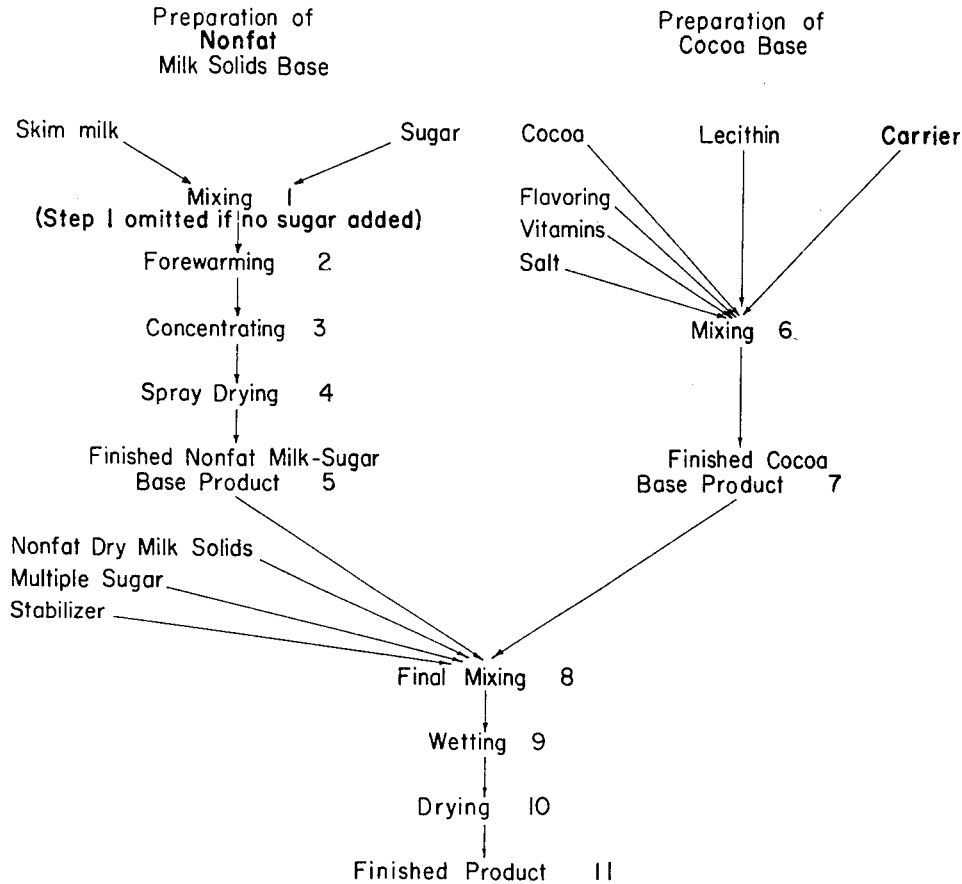 Preparation of
Nonfat
Milk Solids Base
Preparation of
Cocoa Base
Skim milk
Sugar
Cocoa
Lecithin
Carrier
Mixing 1
(Step 1 omitted if no sugar added)
Flavoring
Vitamins
Salt
Forewarming 2
Concentrating 3
Mixing 6
Spray Drying 4
Finished Nonfat Milk-Sugar
Base Product 5
Finished Cocoa
Base Product 7
Nonfat Dry Milk Solids
Multiple Sugar
Stabilizer
Final Mixing 8
Wetting 9
Drying 10
Finished Product 11